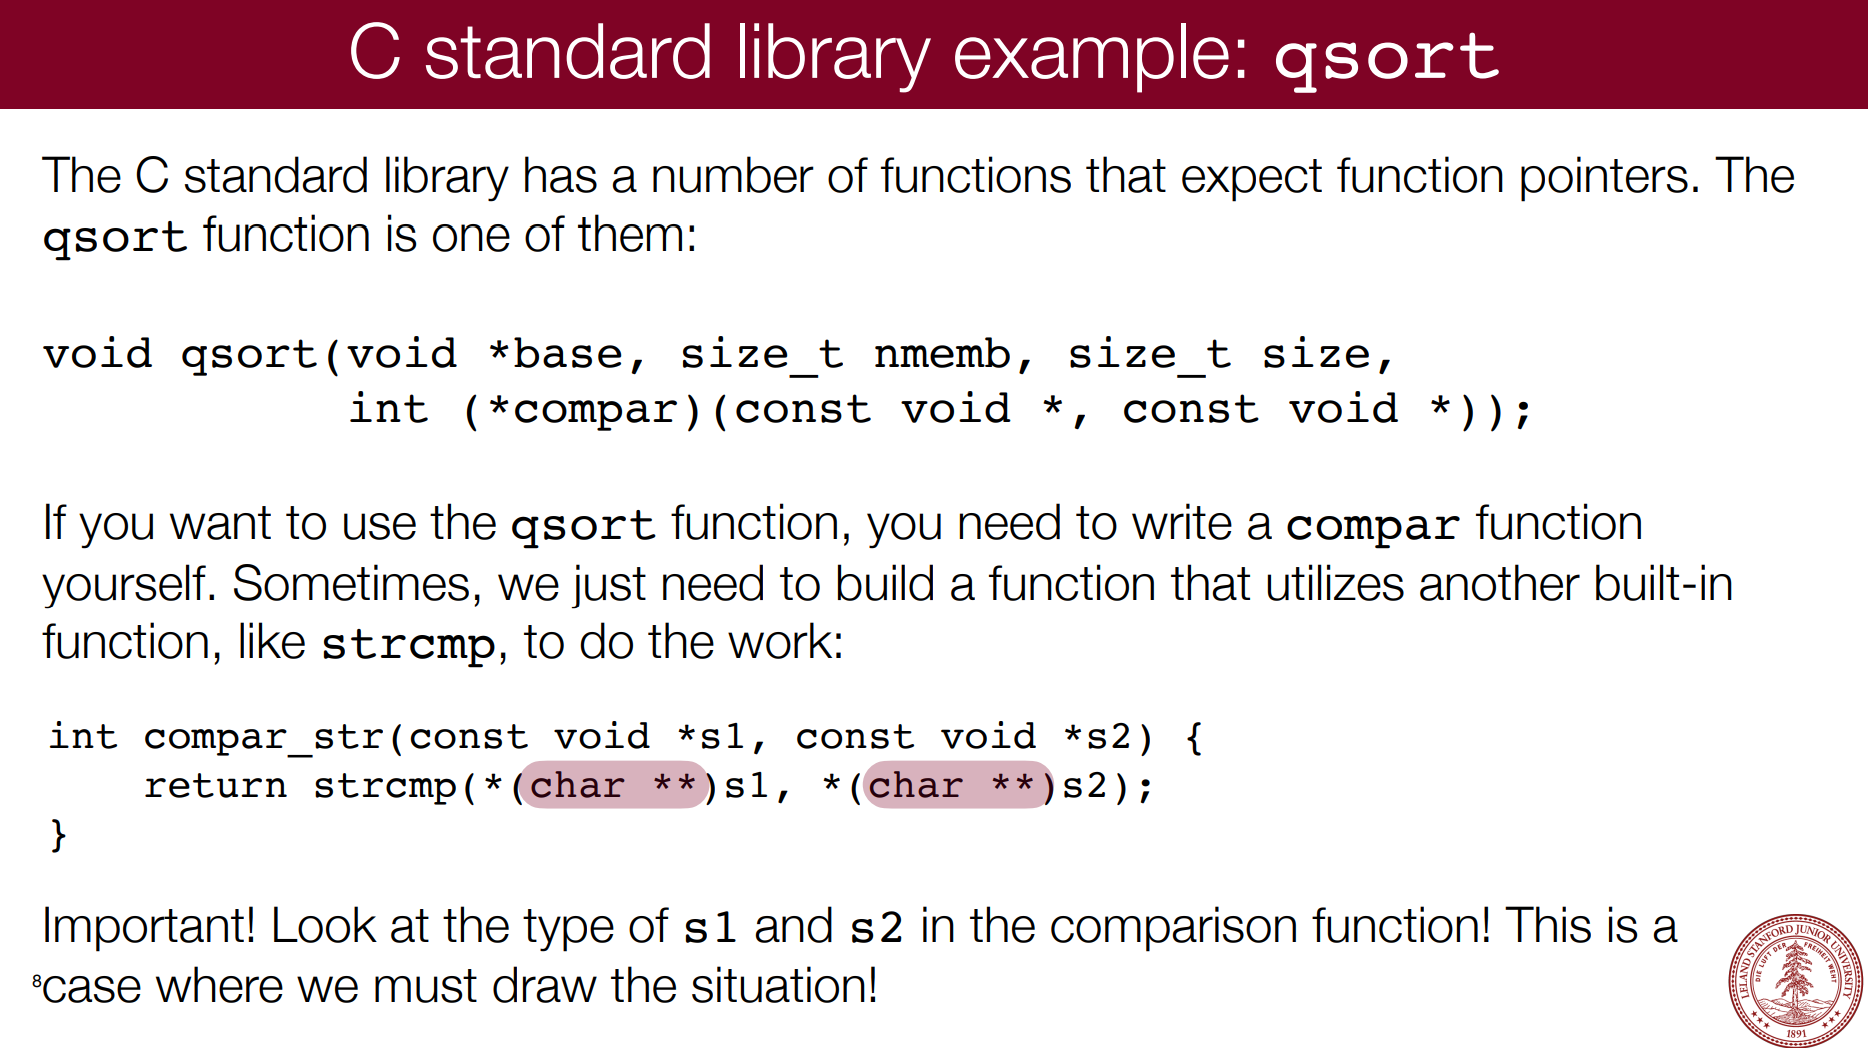 C standard library example: qsort
The C standard library has a number of functions that expect function pointers. The
qsort function is one of them:
void qsort(void *base, size_t nmemb, size_t size,
int (*compar)(const void *, const void *));
If you want to use the qsort function, you need to write a compar function
yourself. Sometimes, we just need to build a function that utilizes another built-in
function, like strcmp, to do the work:
int compar_str(const void *s1, const void *s2) {
return strcmp(*(char **)s1, *(char **)s2);
}
Important! Look at the type of s1 and s2 in the comparison function! This is a
case where we must draw the situation!
8
LELAND STANFORD JUNIOR UNIVERSITY
DIE LUFT DER FREIHEIT WEHT
1891